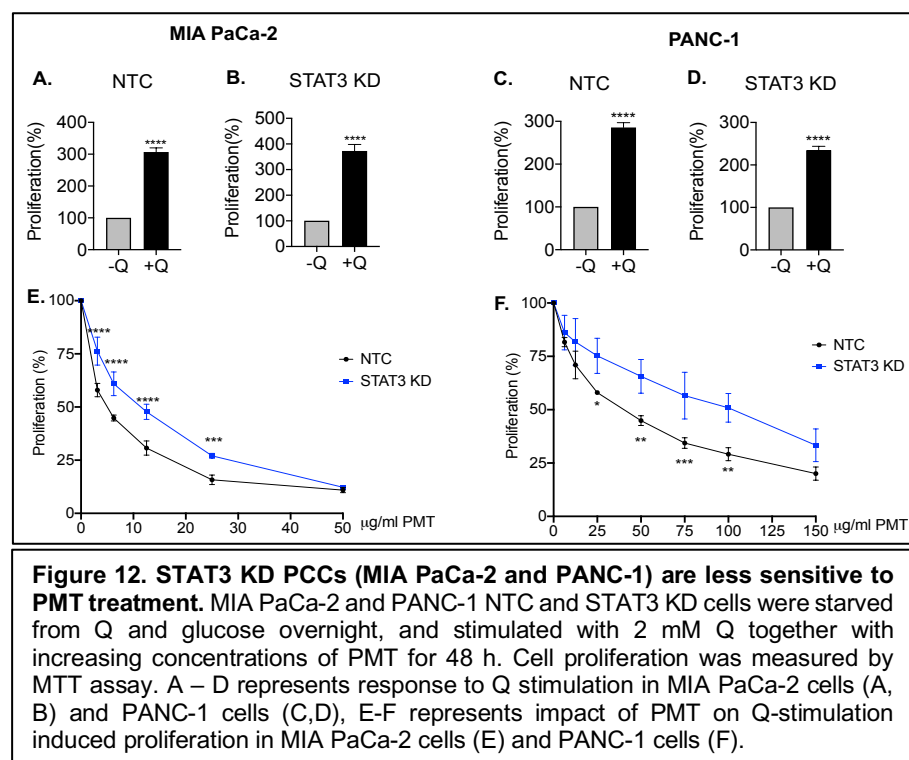 MIA PaCa-2
PANC-1
A.
NTC
B.
STAT3 KD
C.
NTC
D.
STAT3 KD
Proliferation(%)
400
300
200
100
0
-Q +Q
****
Proliferation(%)
500
400
300
200
100
0
-Q +Q
****
Proliferation(%)
300
200
100
0
-Q +Q
****
Proliferation(%)
300
200
100
0
-Q +Q
****
E.
Proliferation (%)
100
75
50
25
0
0 10 20 30 40 50 µg/ml PMT
****
****
****
***
NTC
STAT3 KD
F.
Proliferation (%)
100
75
50
25
0
0 25 50 75 100 125 150 µg/ml PMT
*
**
***
**
NTC
STAT3 KD
Figure 12. STAT3 KD PCCs (MIA PaCa-2 and PANC-1) are less sensitive to
PMT treatment. MIA PaCa-2 and PANC-1 NTC and STAT3 KD cells were starved
from Q and glucose overnight, and stimulated with 2 mM Q together with
increasing concentrations of PMT for 48 h. Cell proliferation was measured by
MTT assay. A – D represents response to Q stimulation in MIA PaCa-2 cells (A,
B) and PANC-1 cells (C,D), E-F represents impact of PMT on Q-stimulation
induced proliferation in MIA PaCa-2 cells (E) and PANC-1 cells (F).